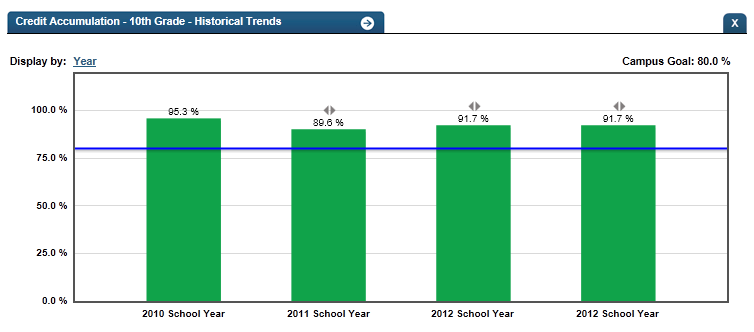 Credit Accumulation - 10th Grade - Historical Trends
X
Display by: Year
Campus Goal: 80.0 %
100.0 %
75.0 %
50.0 %
25.0 %
0.0 %
95.3 %
89.6 %
91.7 %
91.7 %
2010 School Year
2011 School Year
2012 School Year
2012 School Year